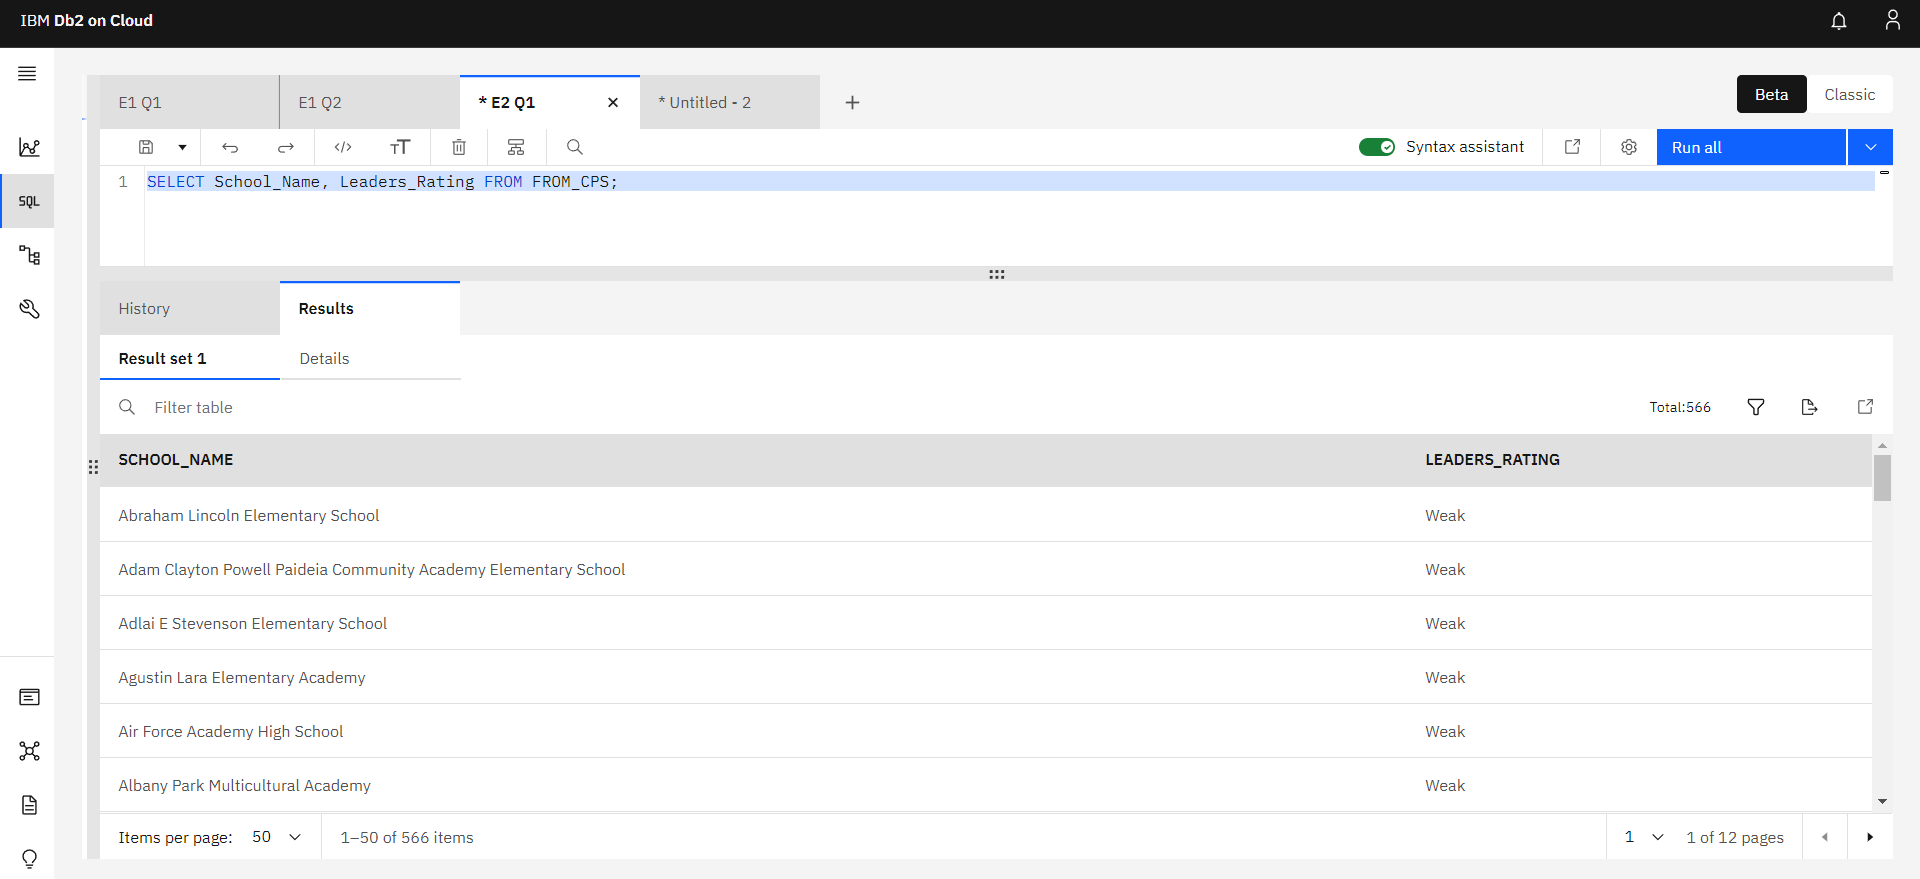 IBM Db2 on Cloud
E1 Q1
E1 Q2
* E2 Q1
* Untitled - 2
Beta
Classic
Syntax assistant
Run all
SQL
1 SELECT School_Name, Leaders_Rating FROM FROM_CPS;
History
Results
Result set 1
Details
Filter table
Total:566
SCHOOL_NAME LEADERS_RATING
Abraham Lincoln Elementary School Weak
Adam Clayton Powell Paideia Community Academy Elementary School Weak
Adlai E Stevenson Elementary School Weak
Agustin Lara Elementary Academy Weak
Air Force Academy High School Weak
Albany Park Multicultural Academy Weak
Items per page: 50 1–50 of 566 items 1 1 of 12 pages